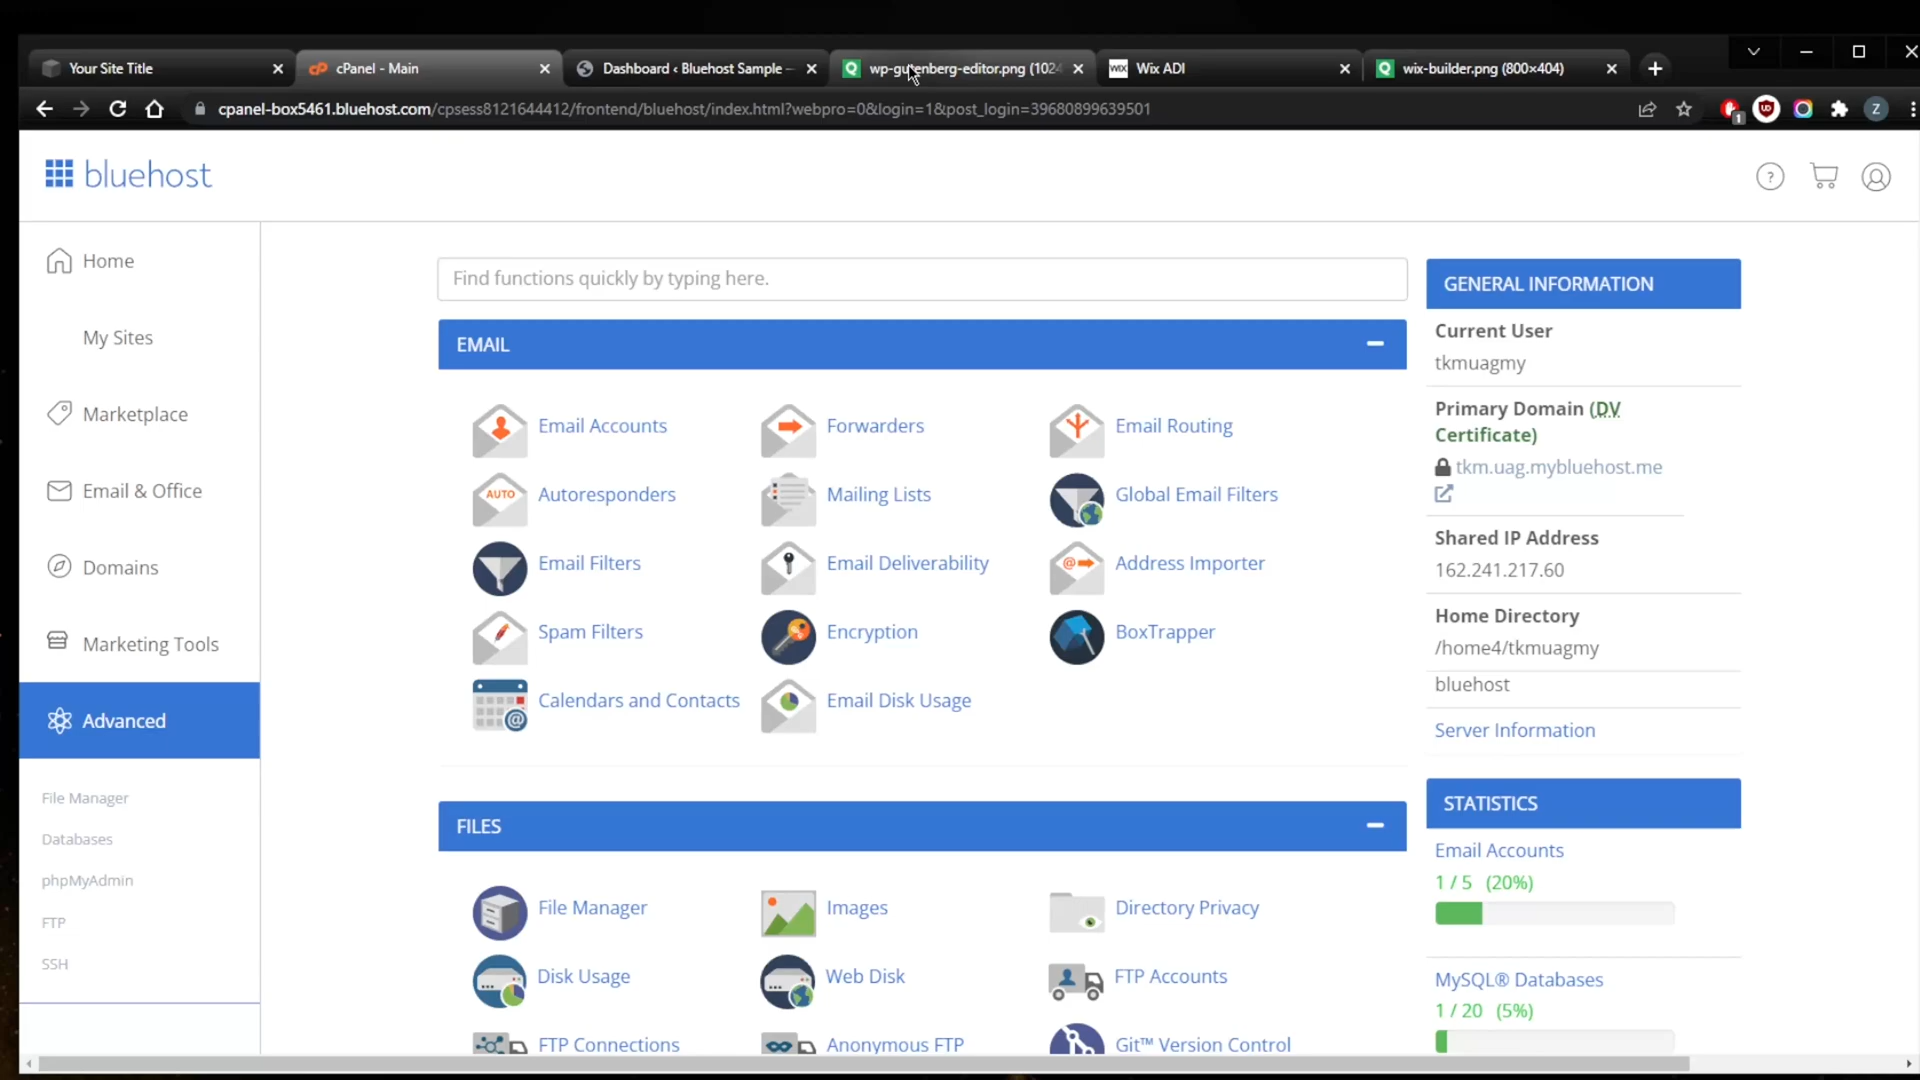 Your Site Title
cPanel - Main
Dashboard ‹ Bluehost Sample —
wp-gutenberg-editor.png (1024
WiX Wix ADI
wix-builder.png (800×404)
cpanel-box5461.bluehost.com/cpsess8121644412/frontend/bluehost/index.html?webpro=0&login=1&post_login=39680899639501
1
Z
bluehost
?
Home
My Sites
Marketplace
Email & Office
Domains
Marketing Tools
Advanced
File Manager
Databases
phpMyAdmin
FTP
SSH
Find functions quickly by typing here.
EMAIL
Email Accounts
Forwarders
Email Routing
AUTO
Autoresponders
Mailing Lists
Global Email Filters
Email Filters
Email Deliverability
Address Importer
Spam Filters
Encryption
BoxTrapper
Calendars and Contacts
Email Disk Usage
FILES
File Manager
Images
Directory Privacy
Disk Usage
Web Disk
FTP Accounts
FTP Connections
Anonymous FTP
Git™ Version Control
GENERAL INFORMATION
Current User
tkmuagmy
Primary Domain (DV
Certificate)
tkm.uag.mybluehost.me
Shared IP Address
162.241.217.60
Home Directory
/home4/tkmuagmy
bluehost
Server Information
STATISTICS
Email Accounts
1 / 5 (20%)
MySQL® Databases
1 / 20 (5%)